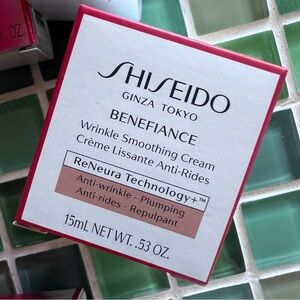 SHISEIDO
GINZA TOKYO
BENEFIANCE
Wrinkle Smoothing Cream
Crème Lissante Anti-Rides
ReNeura Technology+™
Anti-wrinkle · Plumping
Anti-rides · Repulpant
15mL NET WT. .53 OZ.
OZ